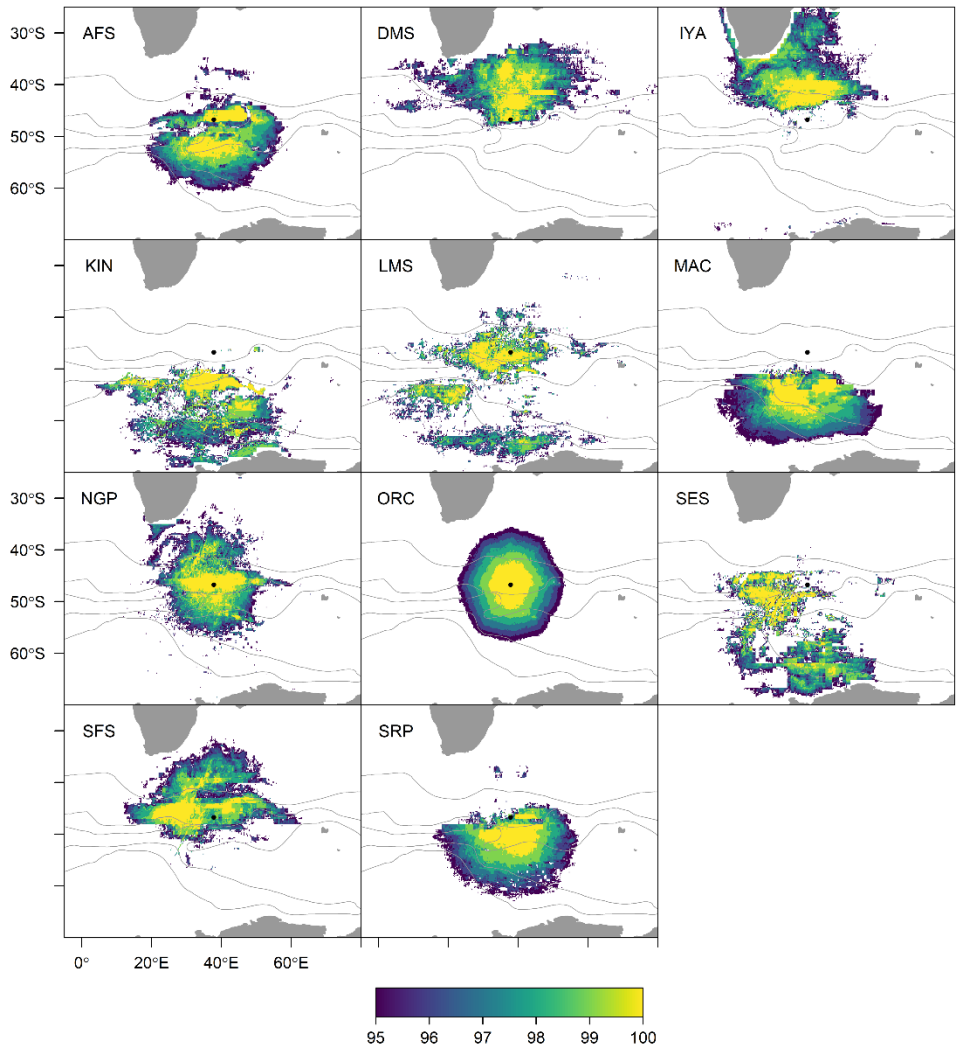 AFS DMS IYA
30°S
40°S
50°S
60°S
KIN LMS MAC
NGP ORC SES
30°S
40°S
50°S
60°S
SFS SRP
0° 20°E 40°E 60°E
95 96 97 98 99 100